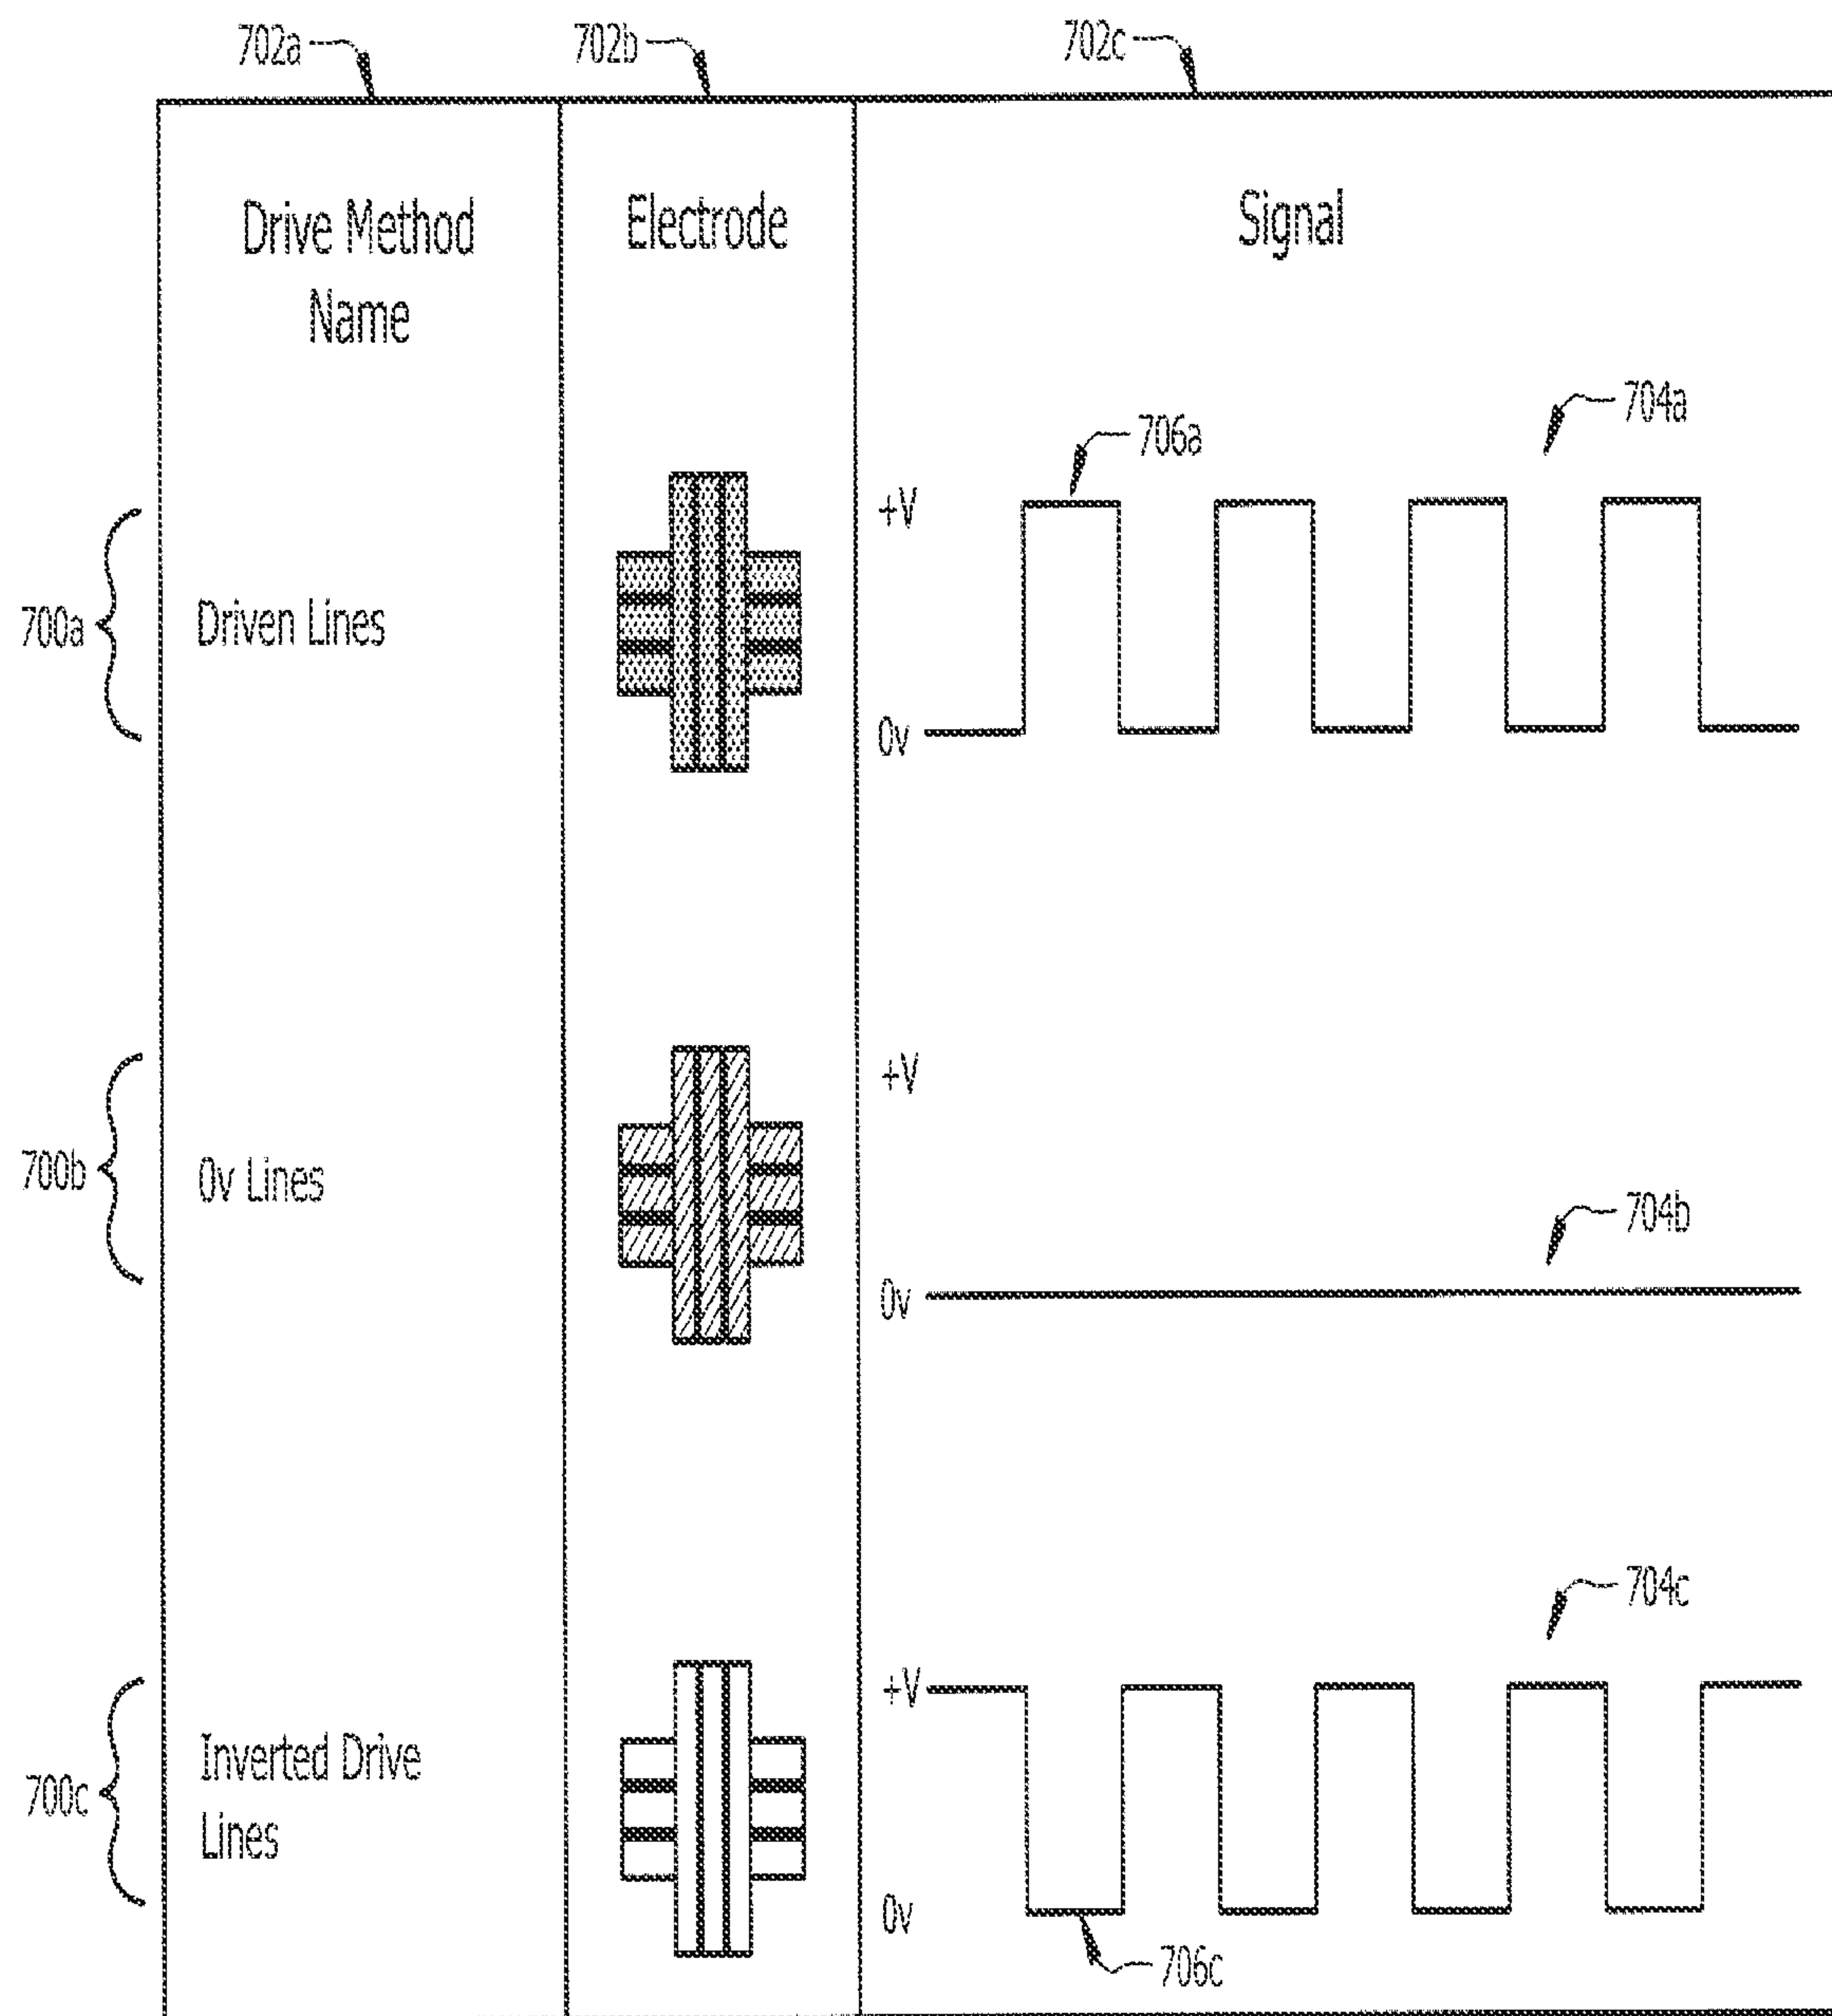 702a
702b
702c
Drive Method
Name
Electrode
Signal
704a
706a
+V
700a
Driven Lines
0v
+V
700b
0v Lines
704b
0v
704c
+V
Inverted Drive
700c
Lines
0v
706c